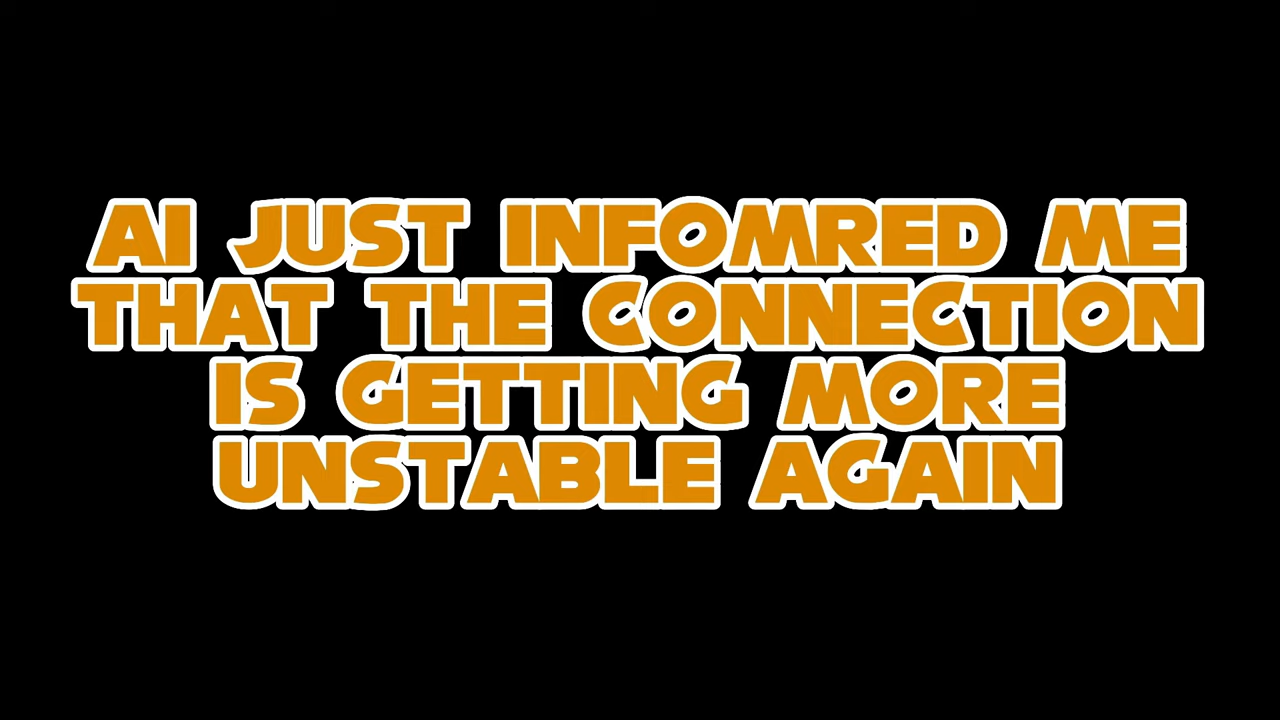 AI JUST INFOMRED ME
THAT THE CONNECTION
IS GETTING MORE
UNSTABLE AGAIN